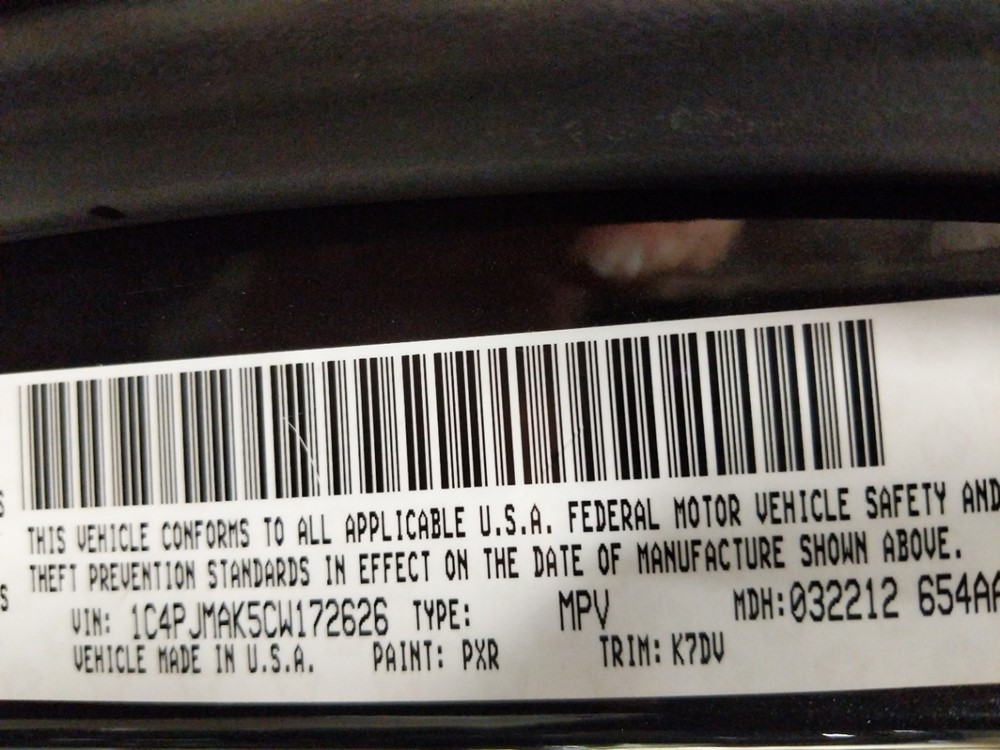 THIS VEHICLE CONFORMS TO ALL APPLICABLE U.S.A. FEDERAL MOTOR VEHICLE SAFETY AND
THEFT PREVENTION STANDARDS IN EFFECT ON THE DATE OF MANUFACTURE SHOWN ABOVE.
VIN: 1C4PJMAK5CW172626 TYPE: MPV MDH:032212 654AA
VEHICLE MADE IN U.S.A. PAINT: PXR TRIM: K7DV